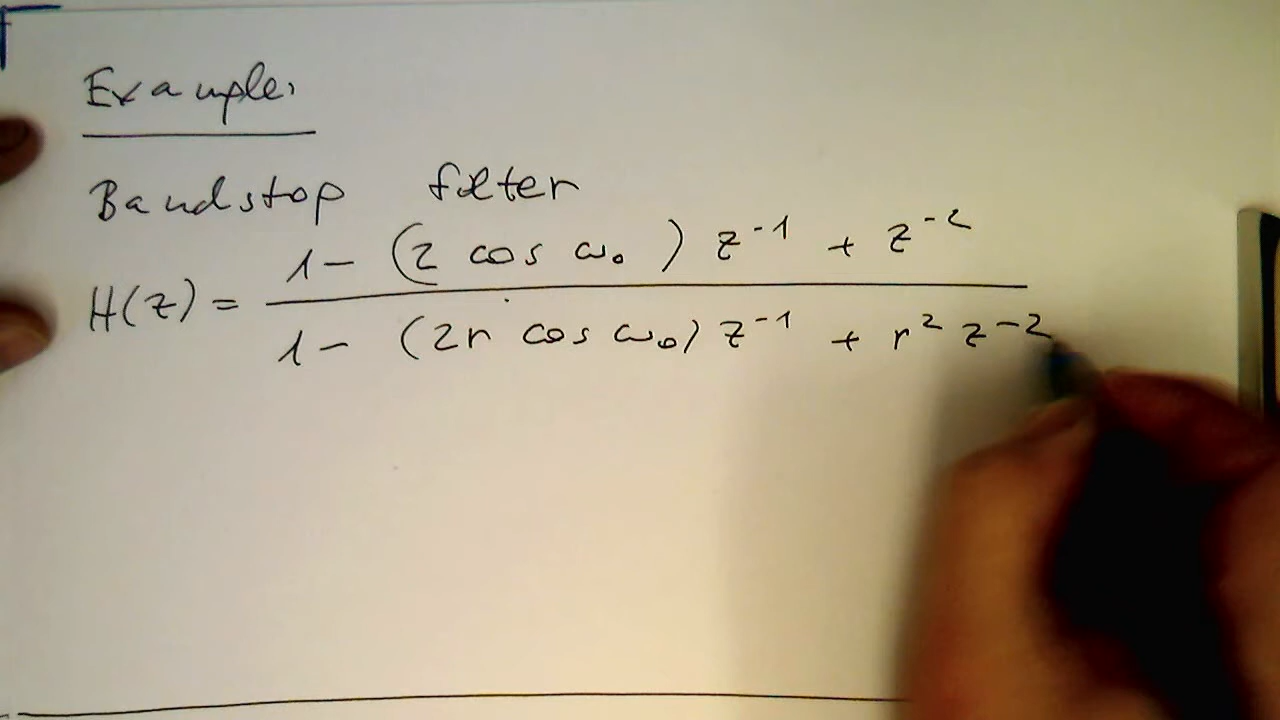 Example:
Bandstop filter
1 - (2 cos ω₀) z⁻¹ + z⁻²
H(z) =
1 - (2r cos ω₀) z⁻¹ + r² z⁻²